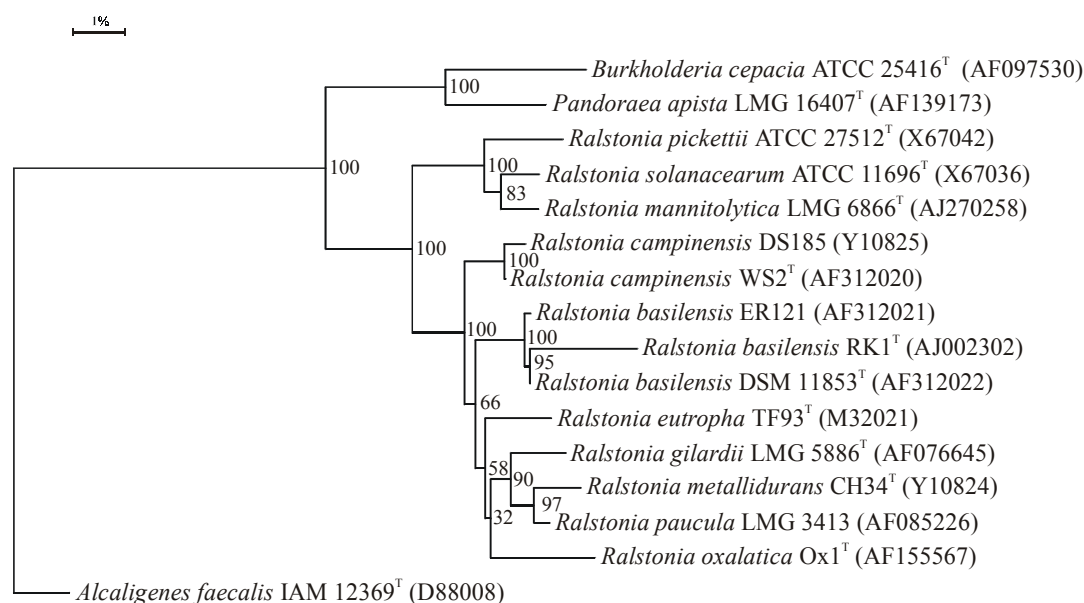 1%
Burkholderia cepacia ATCC 25416T (AF097530)
100
Pandoraea apista LMG 16407T (AF139173)
Ralstonia pickettii ATCC 27512T (X67042)
100
100
Ralstonia solanacearum ATCC 11696T (X67036)
83
Ralstonia mannitolytica LMG 6866T (AJ270258)
100
Ralstonia campinensis DS185 (Y10825)
100
Ralstonia campinensis WS2T (AF312020)
Ralstonia basilensis ER121 (AF312021)
100
100
Ralstonia basilensis RK1T (AJ002302)
95
Ralstonia basilensis DSM 11853T (AF312022)
66
Ralstonia eutropha TF93T (M32021)
Ralstonia gilardii LMG 5886T (AF076645)
58
90
Ralstonia metallidurans CH34T (Y10824)
97
32
Ralstonia paucula LMG 3413 (AF085226)
Ralstonia oxalatica Ox1T (AF155567)
Alcaligenes faecalis IAM 12369T (D88008)